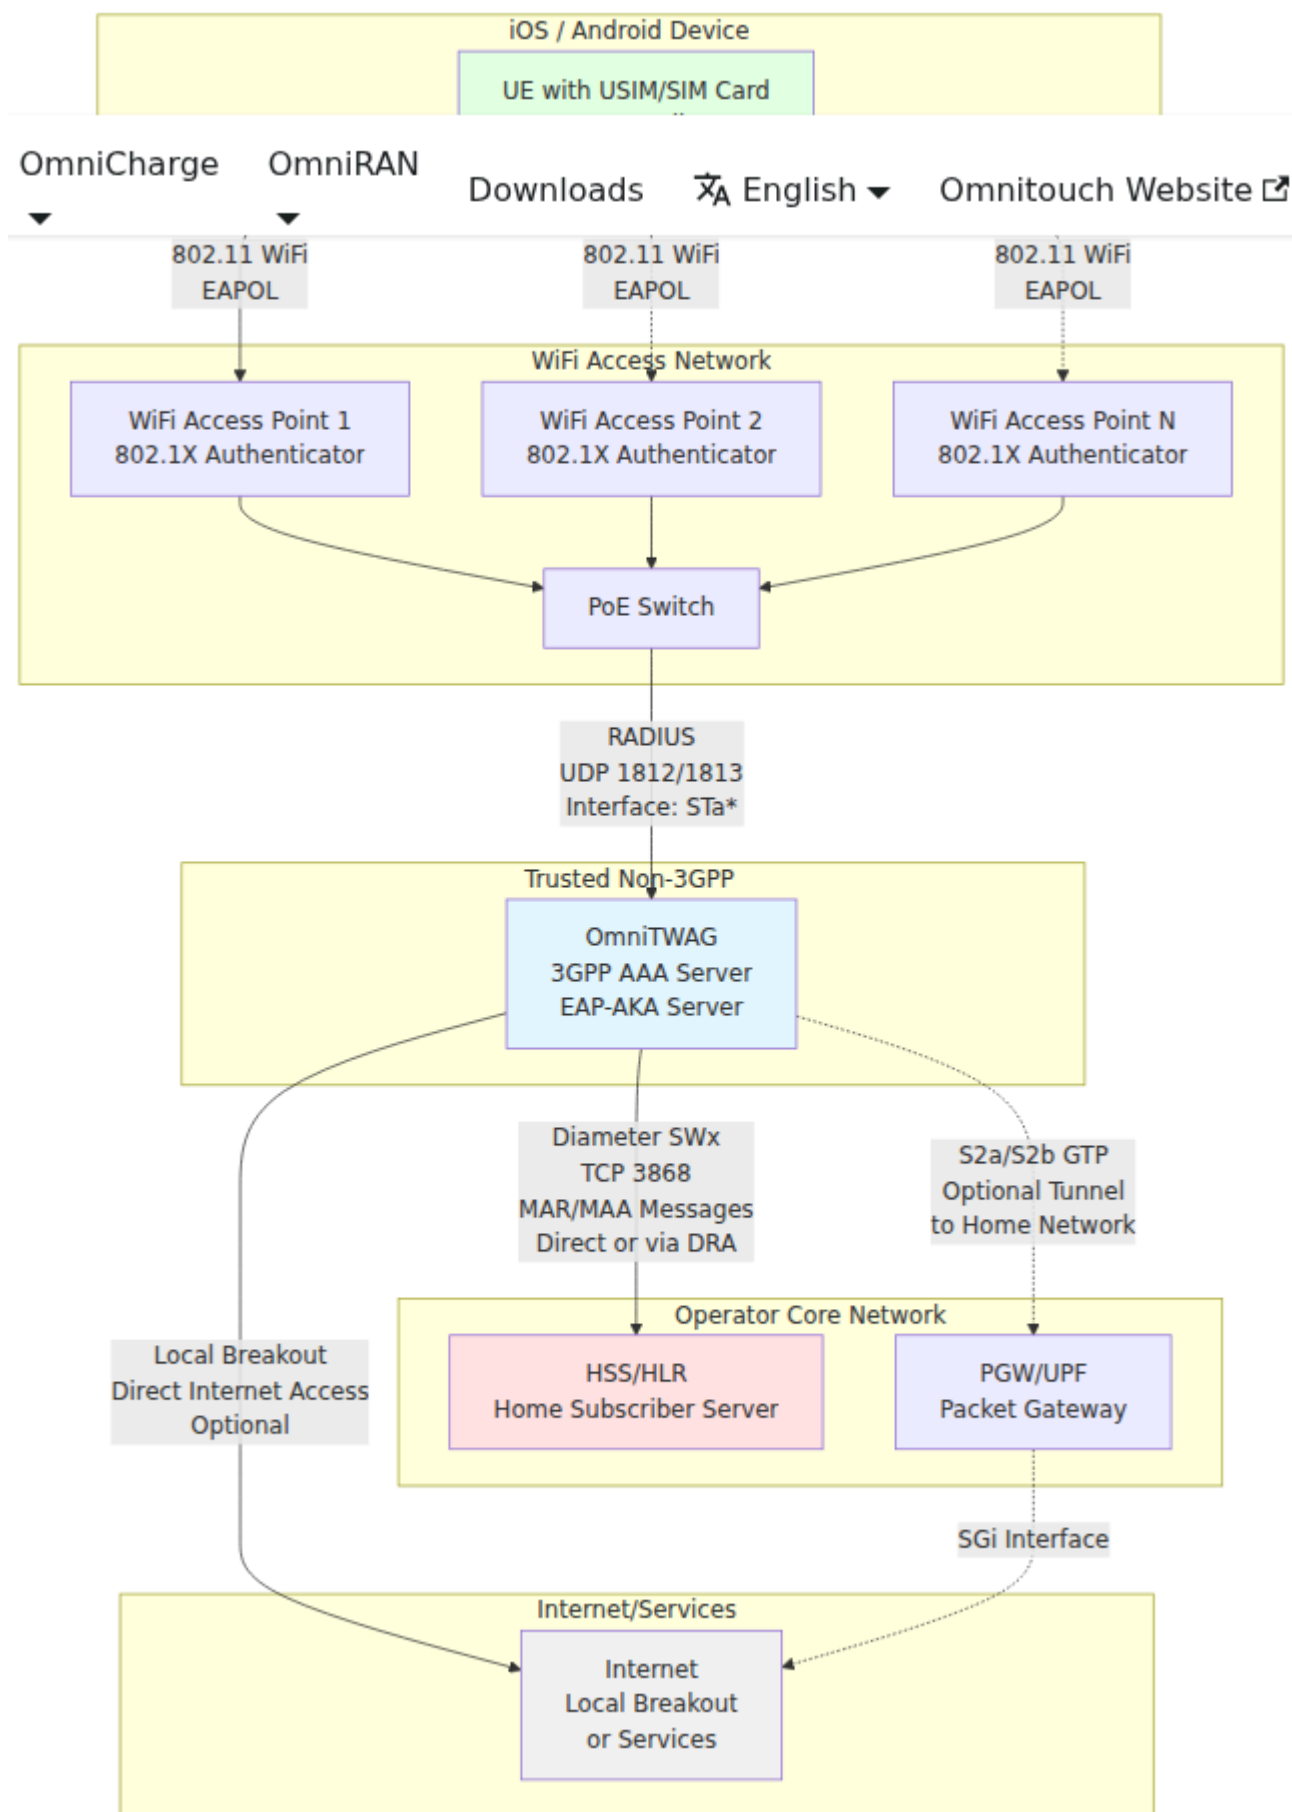 iOS / Android Device
UE with USIM/SIM Card
OmniCharge
OmniRAN
Downloads
English
Omnitouch Website
802.11 WiFi
EAPOL
802.11 WiFi
EAPOL
802.11 WiFi
EAPOL
WiFi Access Network
WiFi Access Point 1
802.1X Authenticator
WiFi Access Point 2
802.1X Authenticator
WiFi Access Point N
802.1X Authenticator
PoE Switch
RADIUS
UDP 1812/1813
Interface: STa*
Trusted Non-3GPP
OmniTWAG
3GPP AAA Server
EAP-AKA Server
Diameter SWx
TCP 3868
MAR/MAA Messages
Direct or via DRA
S2a/S2b GTP
Optional Tunnel
to Home Network
Operator Core Network
Local Breakout
Direct Internet Access
Optional
HSS/HLR
Home Subscriber Server
PGW/UPF
Packet Gateway
SGi Interface
Internet/Services
Internet
Local Breakout
or Services